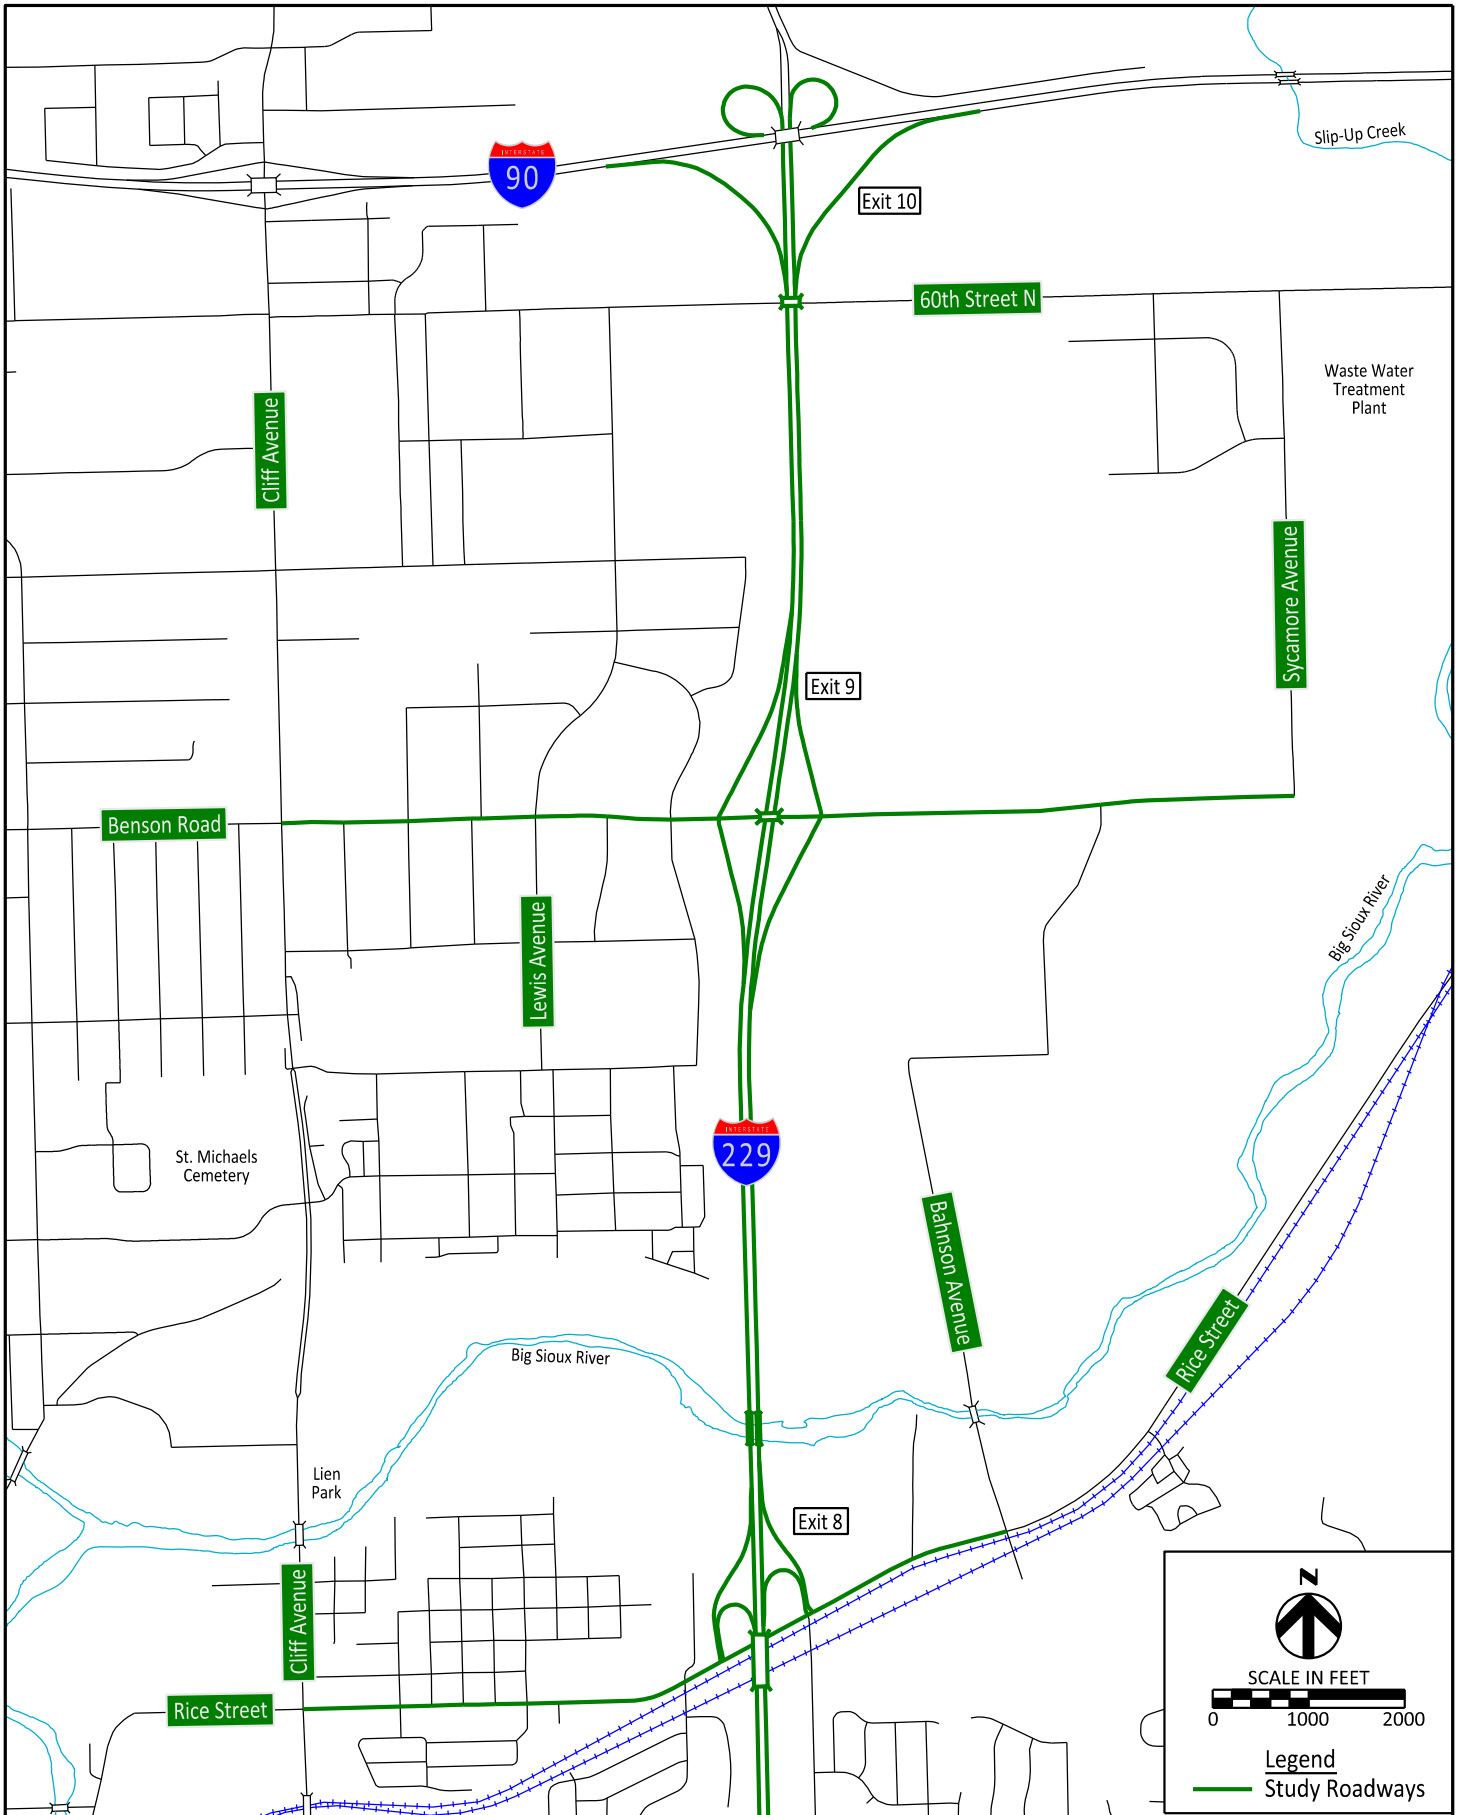 Slip-Up Creek
INTERSTATE
90
Exit 10
60th Street N
Waste Water
Treatment
Plant
Cliff Avenue
Sycamore Avenue
Exit 9
Benson Road
Big Sioux River
Lewis Avenue
INTERSTATE
229
St. Michaels
Cemetery
Bahnson Avenue
Rice Street
Big Sioux River
Lien
Park
Exit 8
Cliff Avenue
Rice Street
N
SCALE IN FEET
0 1000 2000
Legend
Study Roadways